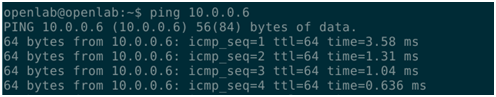 openlab@openlab:~$ ping 10.0.0.6
PING 10.0.0.6 (10.0.0.6) 56(84) bytes of data.
64 bytes from 10.0.0.6: icmp_seq=1 ttl=64 time=3.58 ms
64 bytes from 10.0.0.6: icmp_seq=2 ttl=64 time=1.31 ms
64 bytes from 10.0.0.6: icmp_seq=3 ttl=64 time=1.04 ms
64 bytes from 10.0.0.6: icmp_seq=4 ttl=64 time=0.636 ms